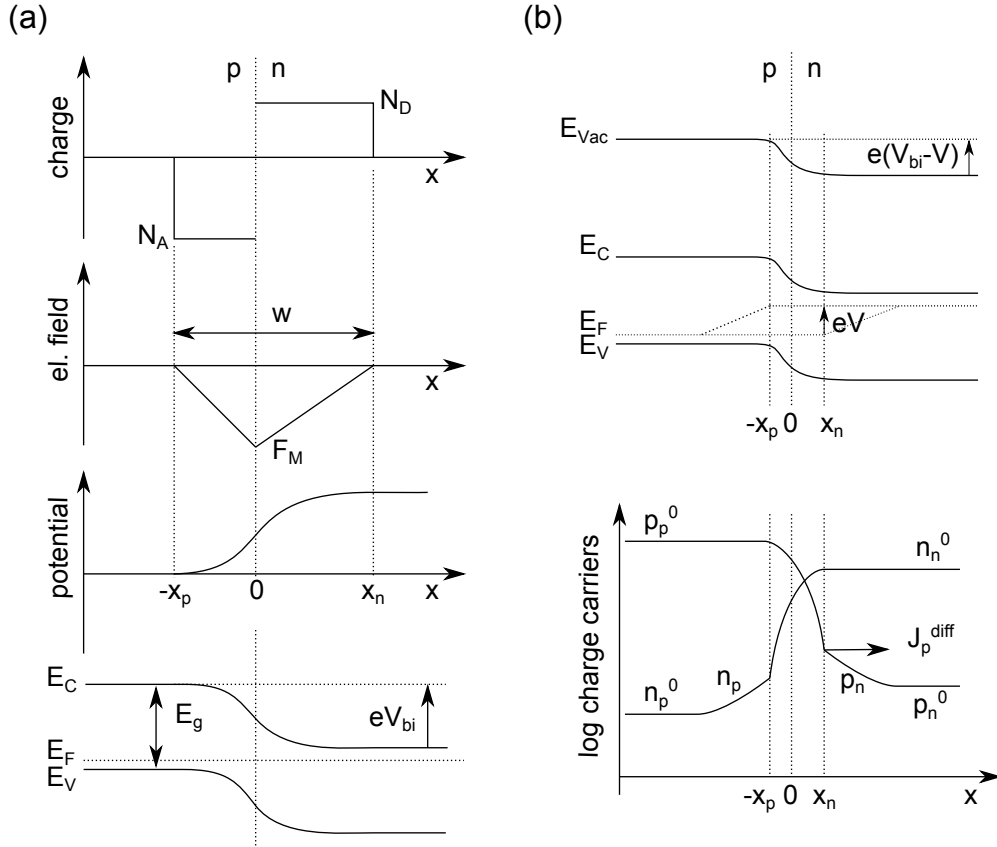 (a)
p n
charge
N_D
x
N_A
el. field
w
x
F_M
potential
-x_p 0 x_n x
E_C
E_g
eV_bi
E_F
E_V
(b)
p n
E_Vac
e(V_bi-V)
E_C
E_F
eV
E_V
-x_p 0 x_n
log charge carriers
p_p^0
n_n^0
J_p^diff
n_p
p_n
n_p^0
p_n^0
-x_p 0 x_n x